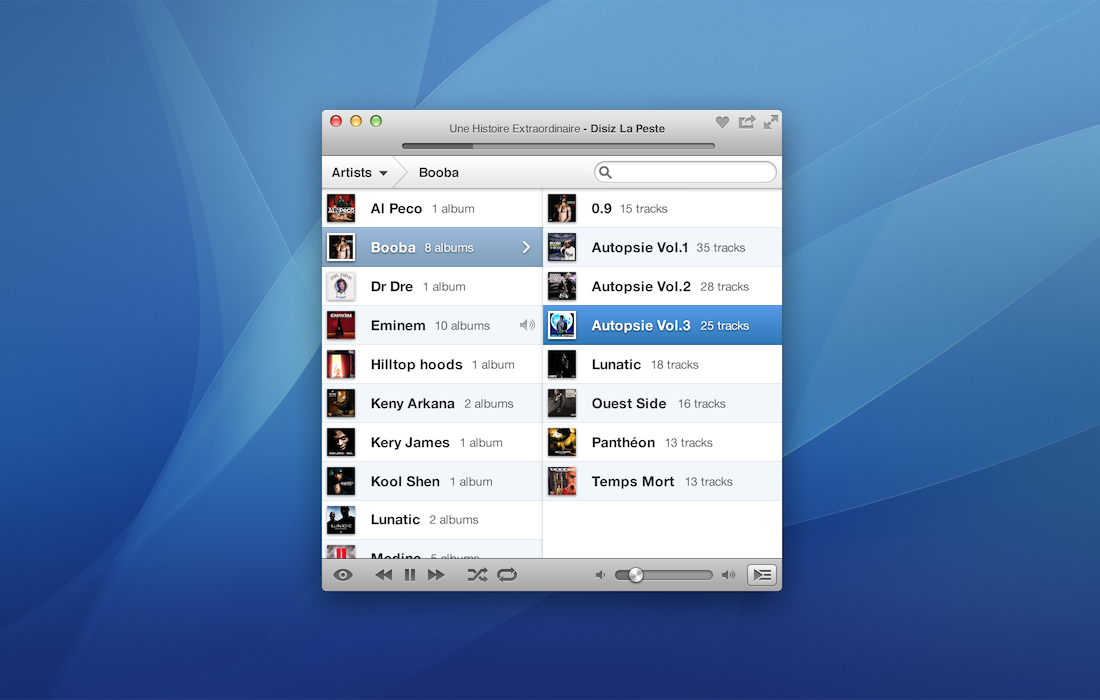 Une Histoire Extraordinaire - Disiz La Peste
Artists Booba
Al Peco 1 album
Booba 8 albums
Dr Dre 1 album
Eminem 10 albums
Hilltop hoods 1 album
Keny Arkana 2 albums
Kery James 1 album
Kool Shen 1 album
Lunatic 2 albums
Medine 5 albums
0.9 15 tracks
Autopsie Vol.1 35 tracks
Autopsie Vol.2 28 tracks
Autopsie Vol.3 25 tracks
Lunatic 18 tracks
Ouest Side 16 tracks
Panthéon 13 tracks
Temps Mort 13 tracks